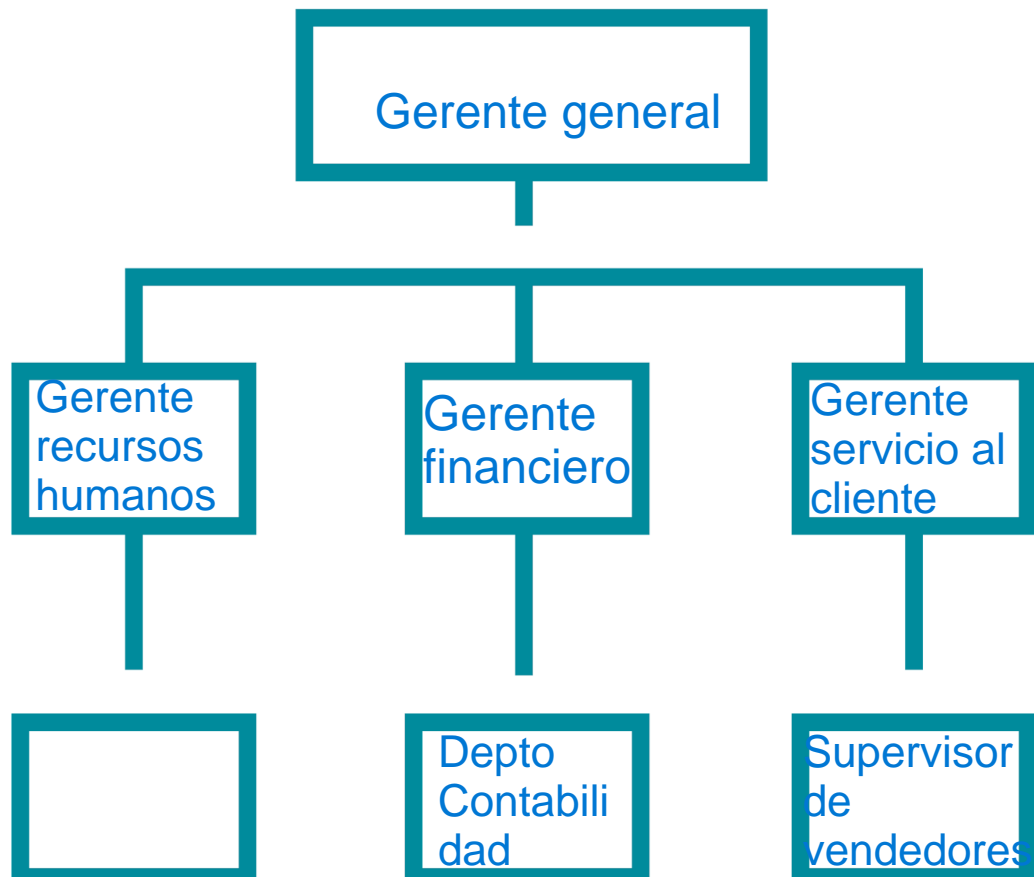 Gerente general
Gerente
recursos
humanos
Gerente
financiero
Gerente
servicio al
cliente
Depto
Contabili
dad
Supervisor
de
vendedores